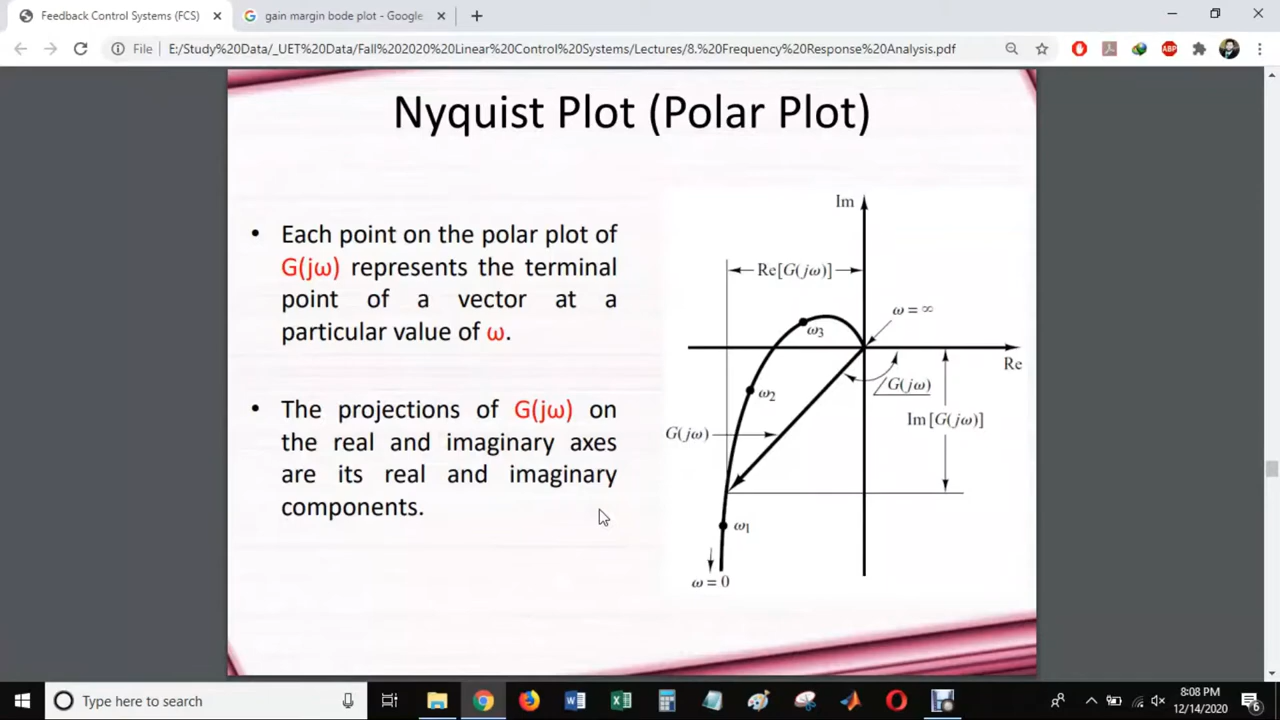 Feedback Control Systems (FCS)
gain margin bode plot - Google
File
E:/Study%20Data/_UET%20Data/Fall%202020%20Linear%20Control%20Systems/Lectures/8.%20Frequency%20Response%20Analysis.pdf
ABP
Nyquist Plot (Polar Plot)
• Each point on the polar plot of
G(jω) represents the terminal
point of a vector at a
particular value of ω.
• The projections of G(jω) on
the real and imaginary axes
are its real and imaginary
components.
Im
Re[G(jω)]
ω = ∞
ω3
Re
∠G(jω)
ω2
Im[G(jω)]
G(jω)
ω1
ω = 0
Type here to search
8:08 PM
12/14/2020
6